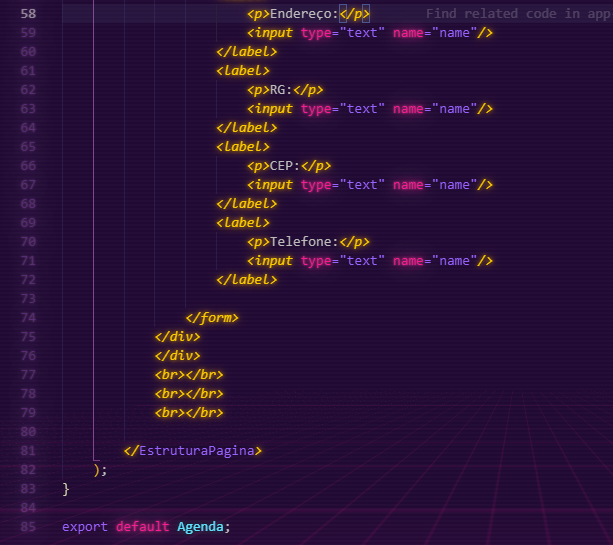 58 <p>Endereço:</p> Find related code in app
59 <input type="text" name="name"/>
60 </label>
61 <label>
62 <p>RG:</p>
63 <input type="text" name="name"/>
64 </label>
65 <label>
66 <p>CEP:</p>
67 <input type="text" name="name"/>
68 </label>
69 <label>
70 <p>Telefone:</p>
71 <input type="text" name="name"/>
72 </label>
73
74 </form>
75 </div>
76 </div>
77 <br></br>
78 <br></br>
79 <br></br>
80
81 </EstruturaPagina>
82 );
83 }
84
85 export default Agenda;